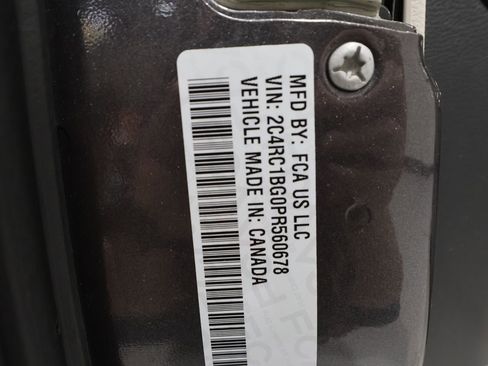 MFD BY: FCA US LLC
VIN: 2C4RC1BG0PR560678
VEHICLE MADE IN: CANADA